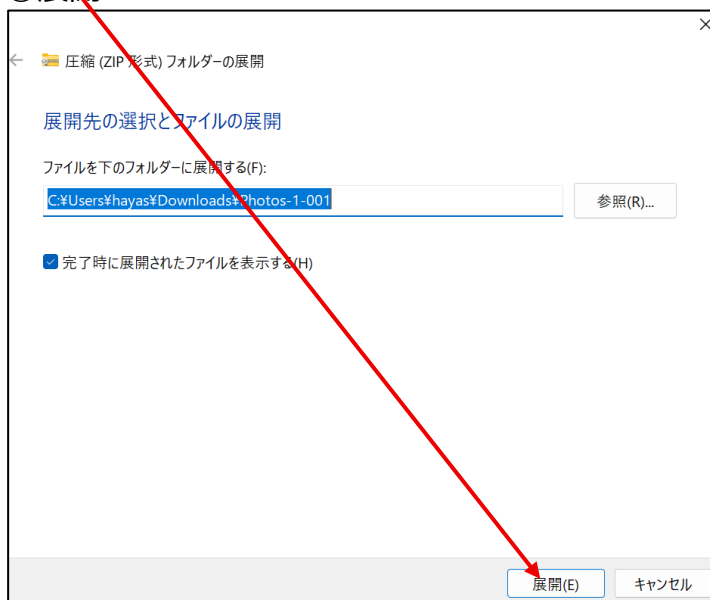 圧縮 (ZIP 形式) フォルダーの展開
展開先の選択とファイルの展開
ファイルを下のフォルダーに展開する(F):
C:¥Users¥hayas¥Downloads¥Photos-1-001
参照(R)...
完了時に展開されたファイルを表示する(H)
展開(E)
キャンセル